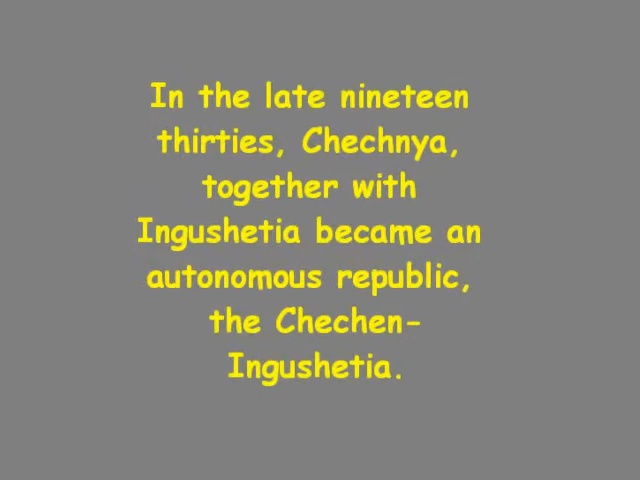 In the late nineteen
thirties, Chechnya,
together with
Ingushetia became an
autonomous republic,
the Chechen-
Ingushetia.